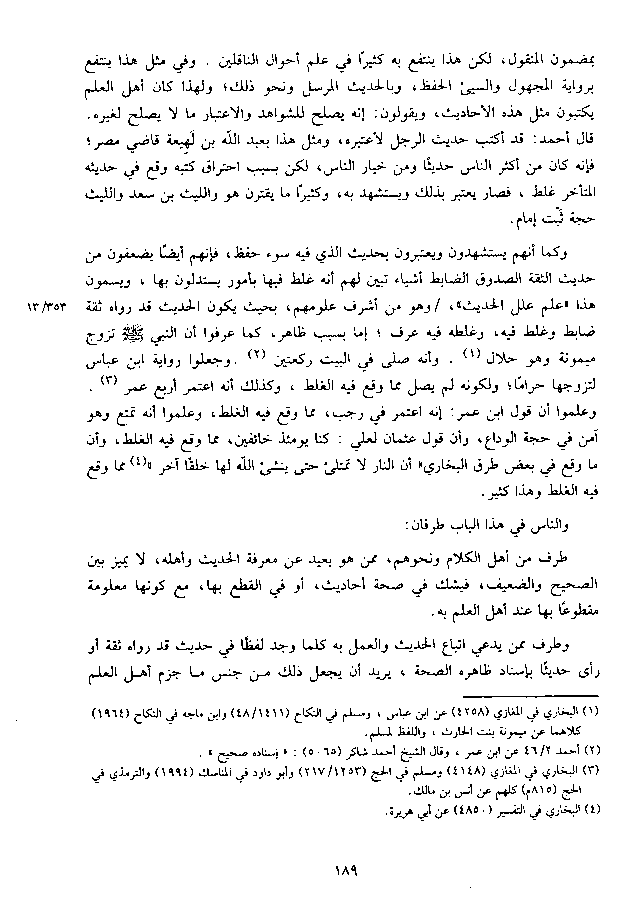 بمضمون المنقول، لكن هذا ينتفع به كثيرًا في علم أحوال الناقلين . وفي مثل هذا ينتفع
برواية المجهول والسيئ الحفظ، وبالحديث المرسل ونحو ذلك؛ ولهذا كان أهل العلم
يكتبون مثل هذه الأحاديث، ويقولون: إنه يصلح للشواهد والاعتبار ما لا يصلح لغيره.
قال أحمد: قد أكتب حديث الرجل لأعتبره، ومثل هذا بعبد الله بن لَهِيعة قاضي مصر؛
فإنه كان من أكثر الناس حديثًا ومن خيار الناس، لكن بسبب احتراق كتبه وقع في حديثه
المتأخر غلط ، فصار يعتبر بذلك ويستشهد به، وكثيرًا ما يقترن هو والليث بن سعد والليث
حجة ثَبْت إمام.
وكما أنهم يستشهدون ويعتبرون بحديث الذي فيه سوء حفظ، فإنهم أيضًا يضعفون من
حديث الثقة الصدوق الضابط أشياء تبين لهم أنه غلط فيها بأمور يستدلون بها ، ويسمون
هذا «علم علل الحديث»، / وهو من أشرف علومهم، بحيث يكون الحديث قد رواه ثقة
١٣/٣٥٣
ضابط وغلط فيه، وغلطه فيه عرف ؛ إما بسبب ظاهر، كما عرفوا أن النبي ﷺ تزوج
ميمونة وهو حلال (١) . وأنه صلى في البيت ركعتين (٢) .وجعلوا رواية ابن عباس
لتزوجها حرامًا؛ ولكونه لم يصل مما وقع فيه الغلط ، وكذلك أنه اعتمر أربع عمر (٣) .
وعلموا أن قول ابن عمر: إنه اعتمر في رجب، مما وقع فيه الغلط، وعلموا أنه تمتع وهو
آمن في حجة الوداع، وأن قول عثمان لعلي : كنا يومئذ خائفين، مما وقع فيه الغلط، وأن
ما وقع في بعض طرق البخاري« أن النار لا تمتلئ حتى ينشئ الله لها خلقًا آخر »(٤) مما وقع
فيه الغلط وهذا كثير.
والناس في هذا الباب طرفان:
طرف من أهل الكلام ونحوهم، ممن هو بعيد عن معرفة الحديث وأهله، لا يميز بين
الصحيح والضعيف، فيشك في صحة أحاديث، أو في القطع بها، مع كونها معلومة
مقطوعًا بها عند أهل العلم به.
وطرف ممن يدعي اتباع الحديث والعمل به كلما وجد لفظًا في حديث قد رواه ثقة أو
رأى حديثًا بإسناد ظاهره الصحة ، يريد أن يجعل ذلك من جنس ما جزم أهل العلم
(١) البخاري في المغازي (٤٢٥٨) عن ابن عباس ، ومسلم في النكاح (٤٨/١٤١١) وابن ماجه في النكاح (١٩٦٤)
كلاهما عن ميمونة بنت الحارث ، واللفظ لمسلم.
(٢) أحمد ٤٦/٢ عن ابن عمر ، وقال الشيخ أحمد شاكر (٥٠٦٥) : « إسناده صحيح » .
(٣) البخاري في المغازي (٤١٤٨) ومسلم في الحج (٢١٧/١٢٥٣) وأبو داود في المناسك (١٩٩٤) والترمذي في
الحج (٨١٥م) كلهم عن أنس بن مالك.
(٤) البخاري في التفسير (٤٨٥٠) عن أبي هريرة.
١٨٩